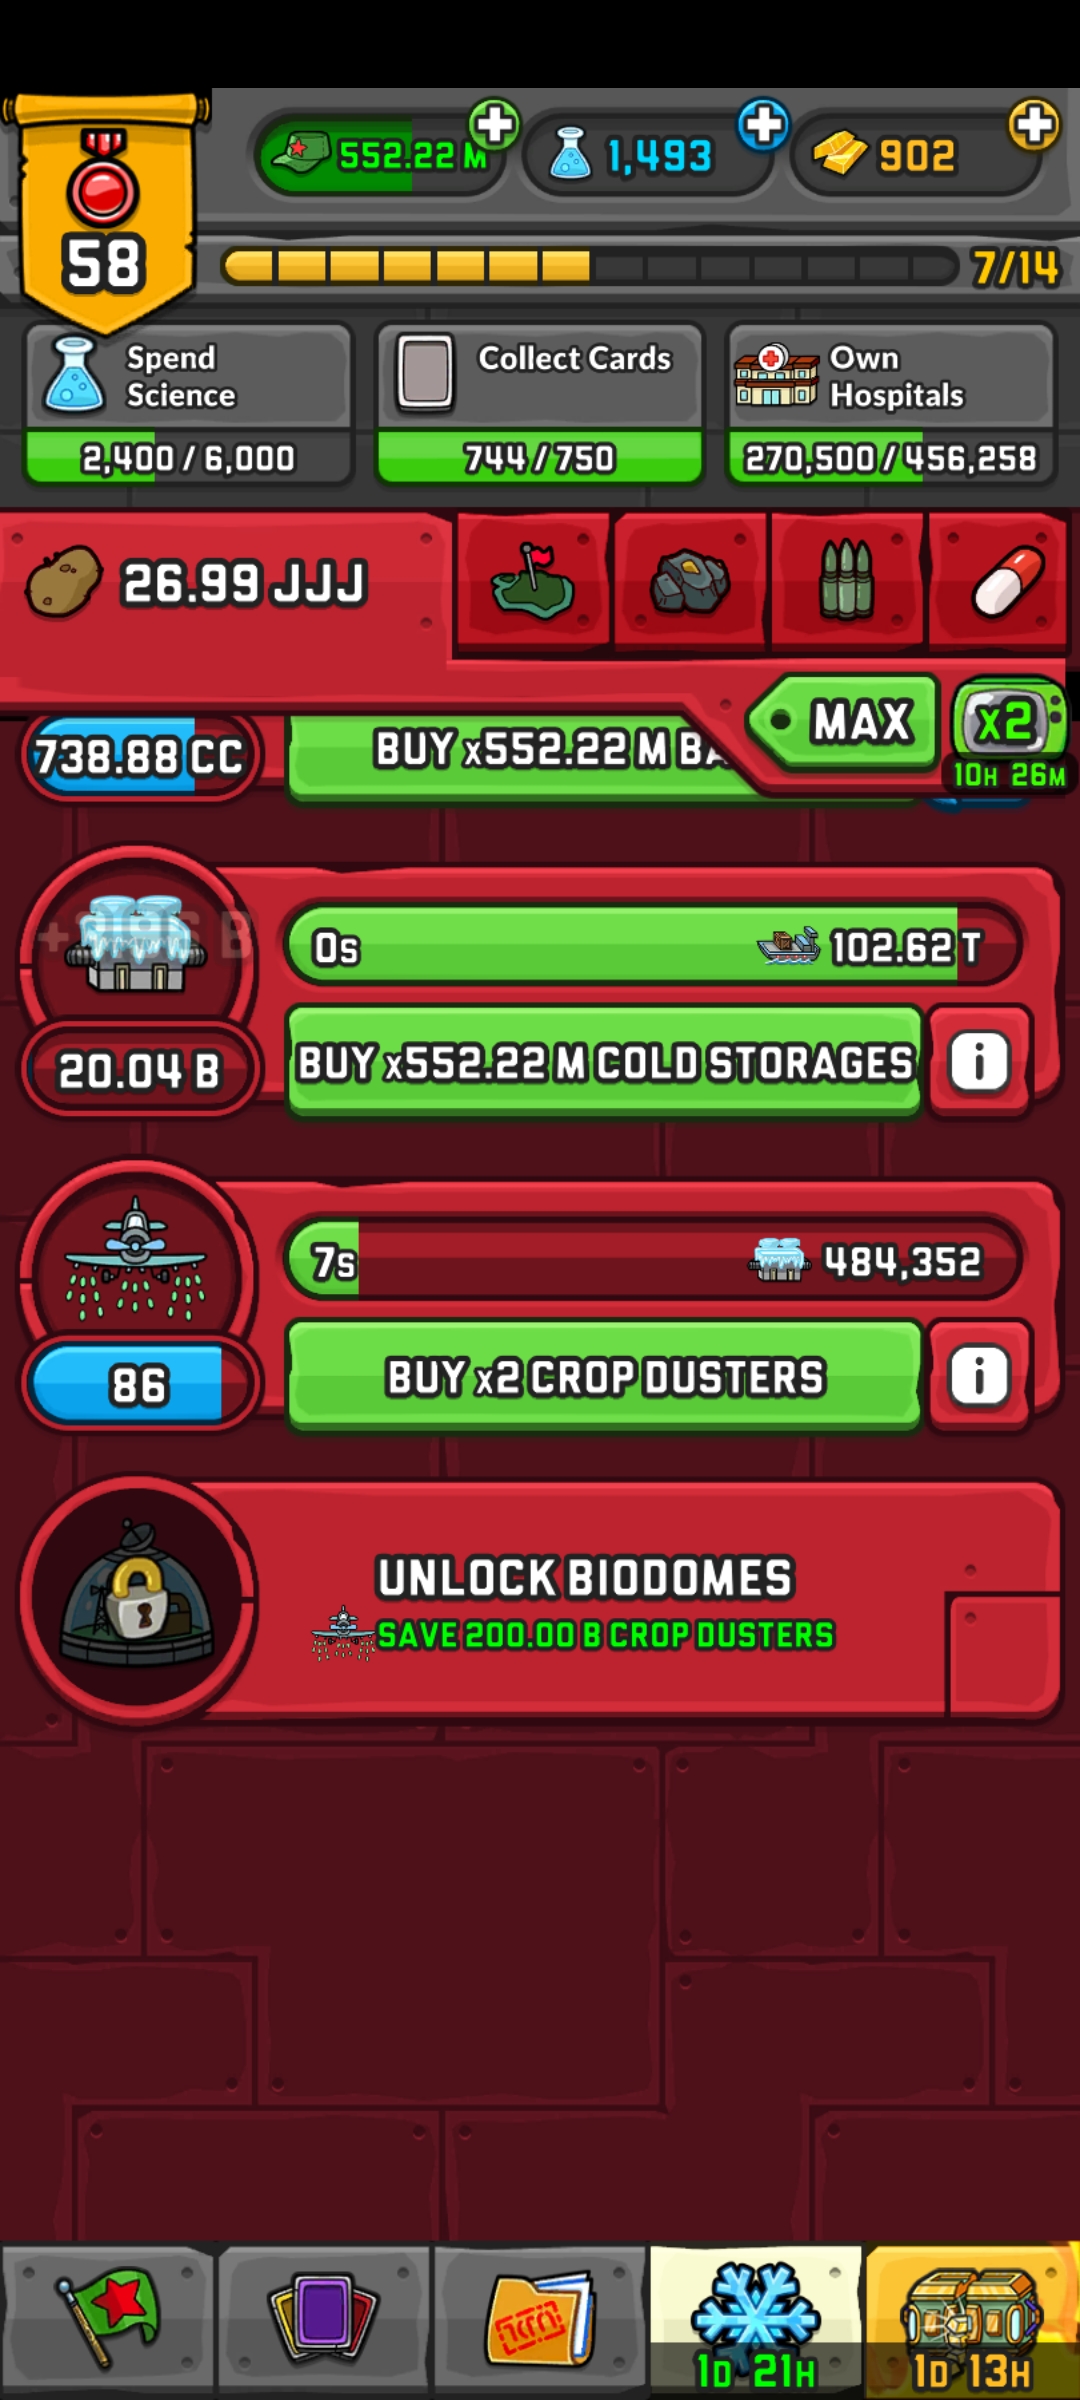 552.22 M
1,493
902
58
7/14
Spend
Science
2,400 / 6,000
Collect Cards
744 / 750
Own
Hospitals
270,500 / 456,258
26.99 JJJ
MAX
x2
10H 26M
738.88 CC
BUY x552.22 M
0s
102.62 T
20.04 B
BUY x552.22 M COLD STORAGES
i
7s
484,352
86
BUY x2 CROP DUSTERS
i
UNLOCK BIODOMES
SAVE 200.00 B CROP DUSTERS
1D 21H
1D 13H